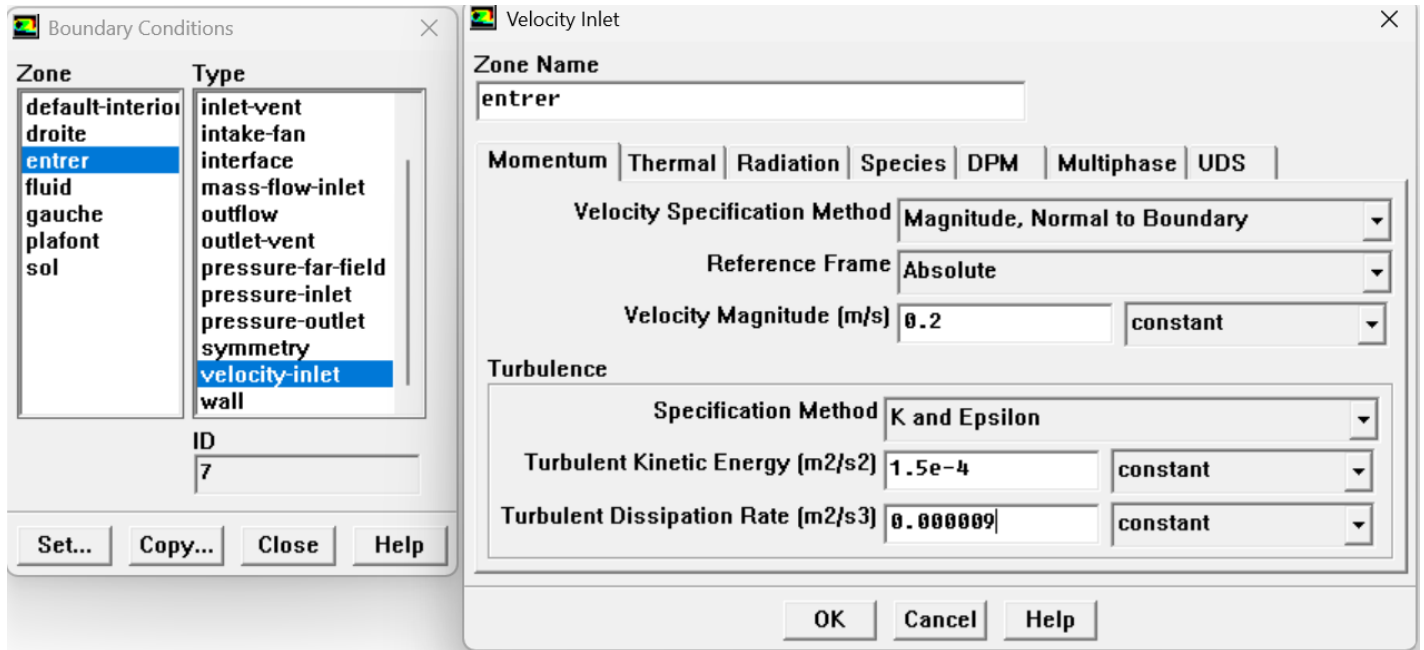 Boundary Conditions
Zone
default-interior
droite
entrer
fluid
gauche
plafont
sol
Type
inlet-vent
intake-fan
interface
mass-flow-inlet
outflow
outlet-vent
pressure-far-field
pressure-inlet
pressure-outlet
symmetry
velocity-inlet
wall
ID
7
Set... Copy... Close Help
Velocity Inlet
Zone Name
entrer
Momentum Thermal Radiation Species DPM Multiphase UDS
Velocity Specification Method Magnitude, Normal to Boundary
Reference Frame Absolute
Velocity Magnitude (m/s) 0.2 constant
Turbulence
Specification Method K and Epsilon
Turbulent Kinetic Energy (m2/s2) 1.5e-4 constant
Turbulent Dissipation Rate (m2/s3) 0.000009 constant
OK Cancel Help